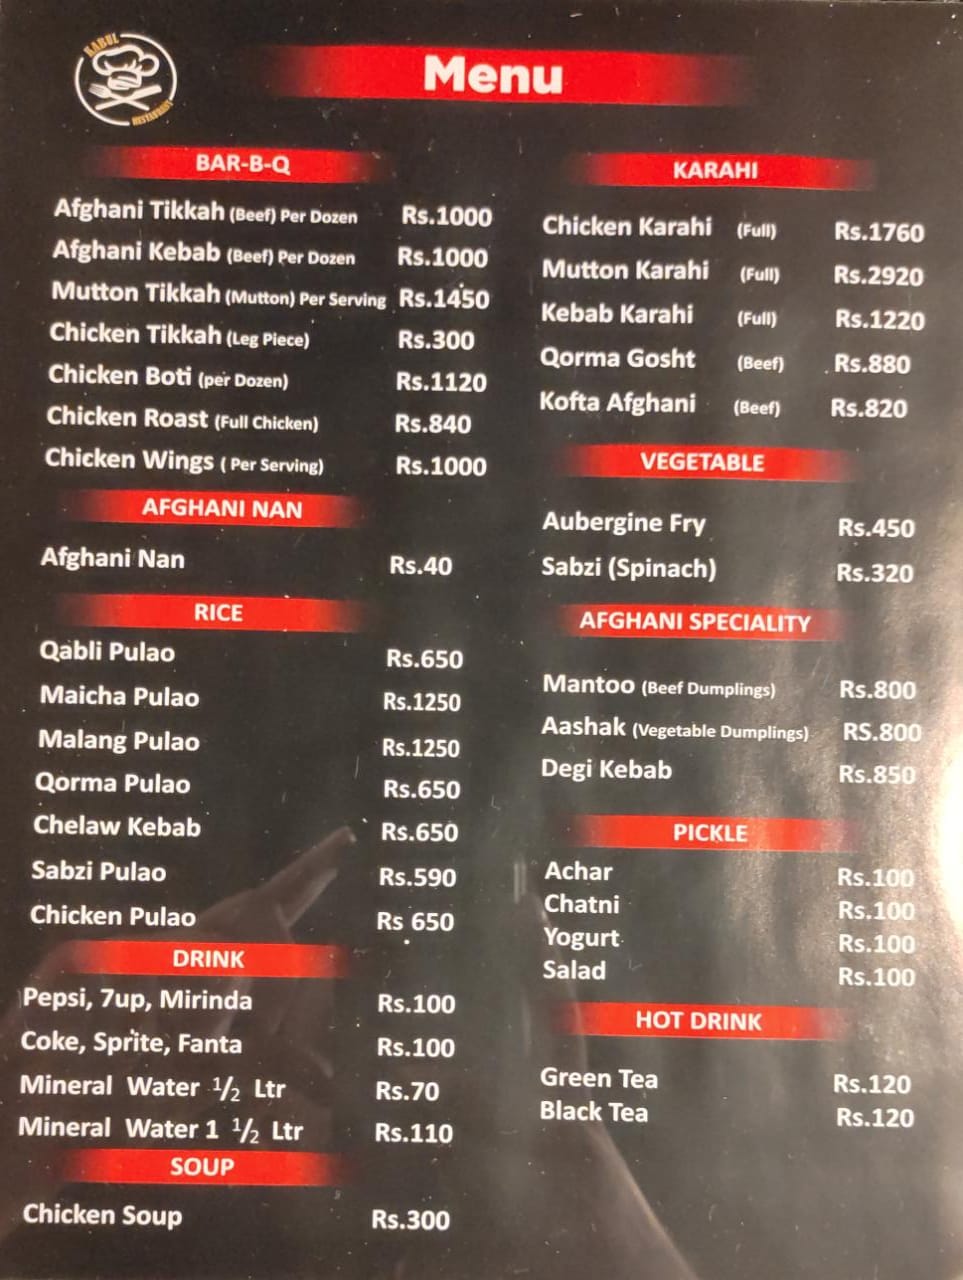 KABUL
RESTAURANT
Menu
BAR-B-Q
Afghani Tikkah (Beef) Per Dozen Rs.1000
Afghani Kebab (Beef) Per Dozen Rs.1000
Mutton Tikkah (Mutton) Per Serving Rs.1450
Chicken Tikkah (Leg Piece) Rs.300
Chicken Boti (per Dozen) Rs.1120
Chicken Roast (Full Chicken) Rs.840
Chicken Wings ( Per Serving) Rs.1000
AFGHANI NAN
Afghani Nan Rs.40
RICE
Qabli Pulao Rs.650
Maicha Pulao Rs.1250
Malang Pulao Rs.1250
Qorma Pulao Rs.650
Chelaw Kebab Rs.650
Sabzi Pulao Rs.590
Chicken Pulao Rs 650
DRINK
Pepsi, 7up, Mirinda Rs.100
Coke, Sprite, Fanta Rs.100
Mineral Water 1/2 Ltr Rs.70
Mineral Water 1 1/2 Ltr Rs.110
SOUP
Chicken Soup Rs.300
KARAHI
Chicken Karahi (Full) Rs.1760
Mutton Karahi (Full) Rs.2920
Kebab Karahi (Full) Rs.1220
Qorma Gosht (Beef) Rs.880
Kofta Afghani (Beef) Rs.820
VEGETABLE
Aubergine Fry Rs.450
Sabzi (Spinach) Rs.320
AFGHANI SPECIALITY
Mantoo (Beef Dumplings) Rs.800
Aashak (Vegetable Dumplings) RS.800
Degi Kebab Rs.850
PICKLE
Achar Rs.100
Chatni Rs.100
Yogurt Rs.100
Salad Rs.100
HOT DRINK
Green Tea Rs.120
Black Tea Rs.120